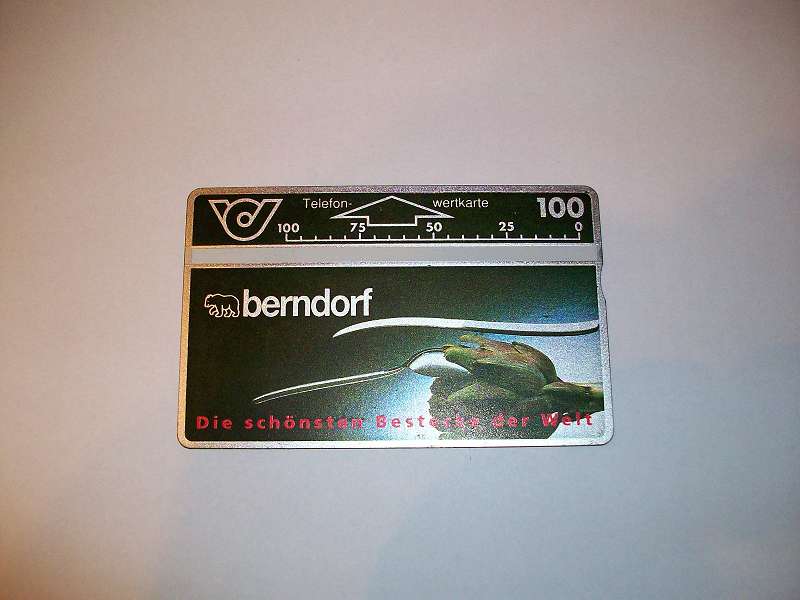 Telefon- wertkarte 100
100 75 50 25 0
berndorf
Die schönsten Bestecke der Welt